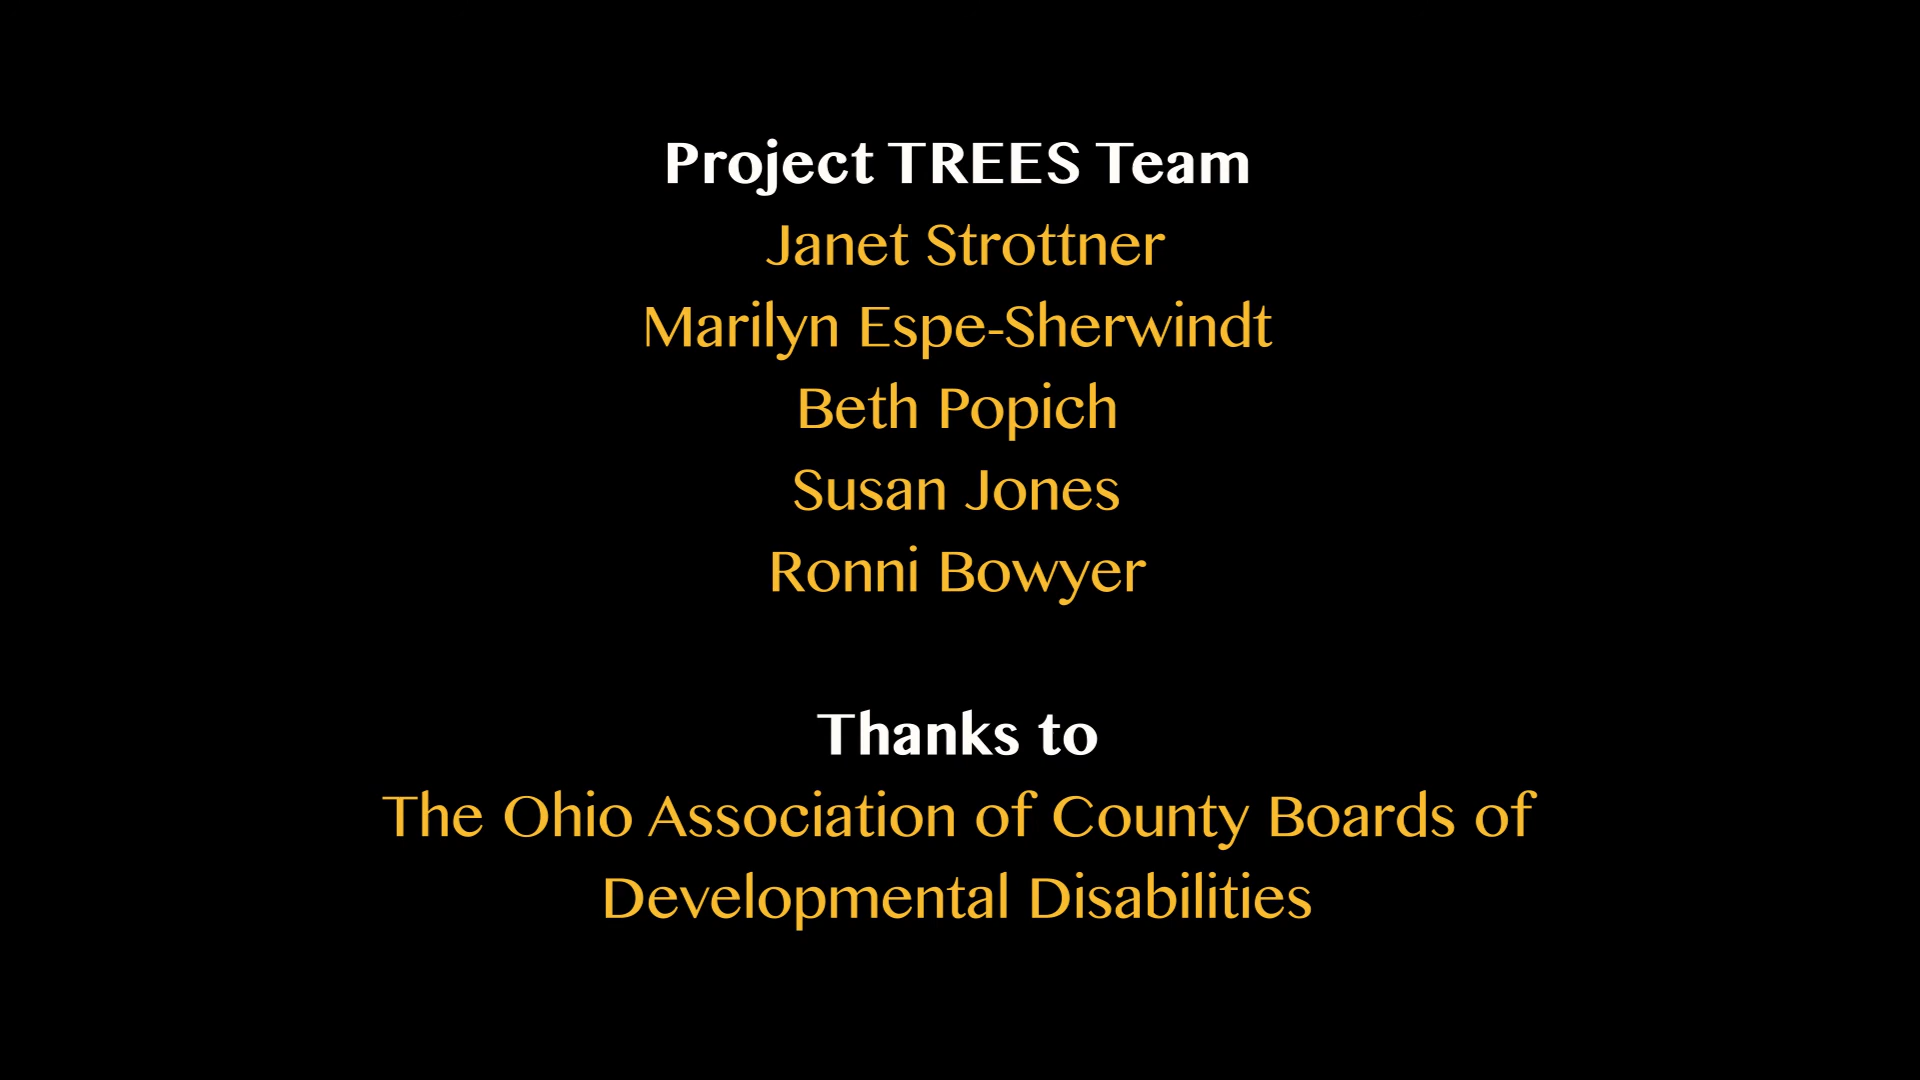 Project TREES Team
Janet Strottner
Marilyn Espe-Sherwindt
Beth Popich
Susan Jones
Ronni Bowyer
Thanks to
The Ohio Association of County Boards of
Developmental Disabilities